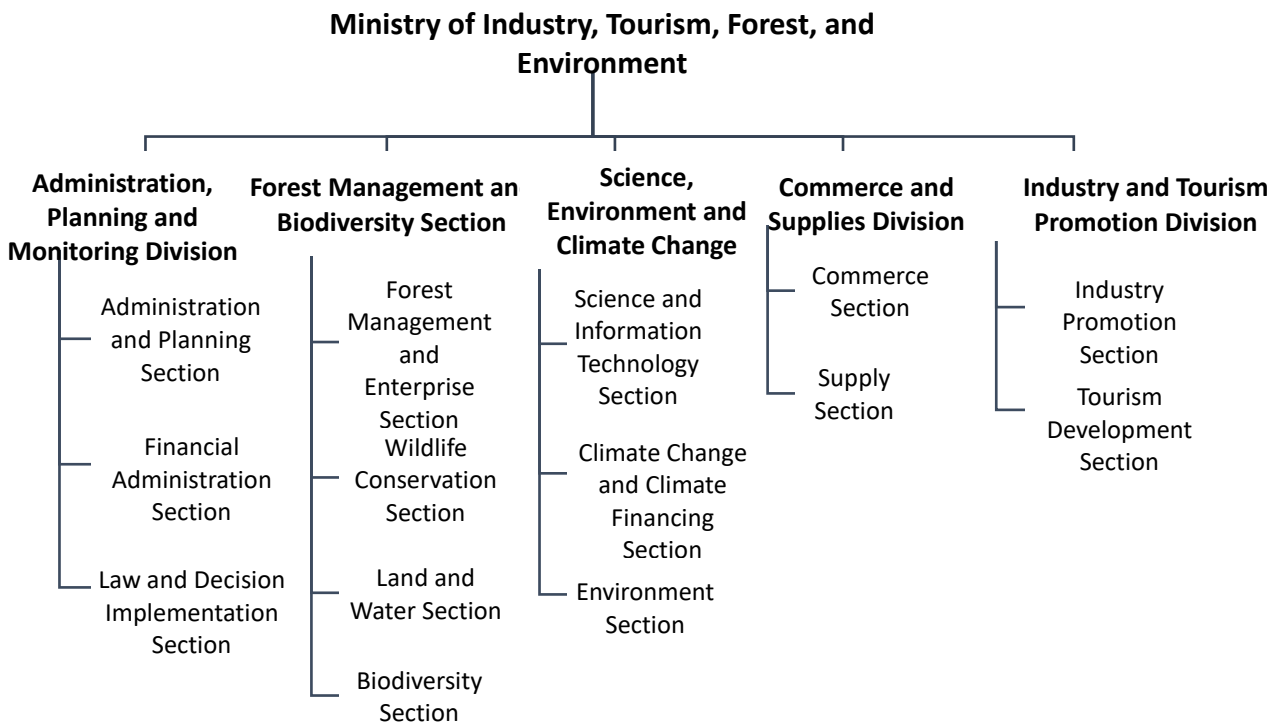 Ministry of Industry, Tourism, Forest, and
Environment
Administration,
Planning and
Monitoring Division
Administration
and Planning
Section
Financial
Administration
Section
Law and Decision
Implementation
Section
Forest Management an
Biodiversity Section
Forest
Management
and
Enterprise
Section
Wildlife
Conservation
Section
Land and
Water Section
Biodiversity
Section
Science,
Environment and
Climate Change
Science and
Information
Technology
Section
Climate Change
and Climate
Financing
Section
Environment
Section
Commerce and
Supplies Division
Commerce
Section
Supply
Section
Industry and Tourism
Promotion Division
Industry
Promotion
Section
Tourism
Development
Section